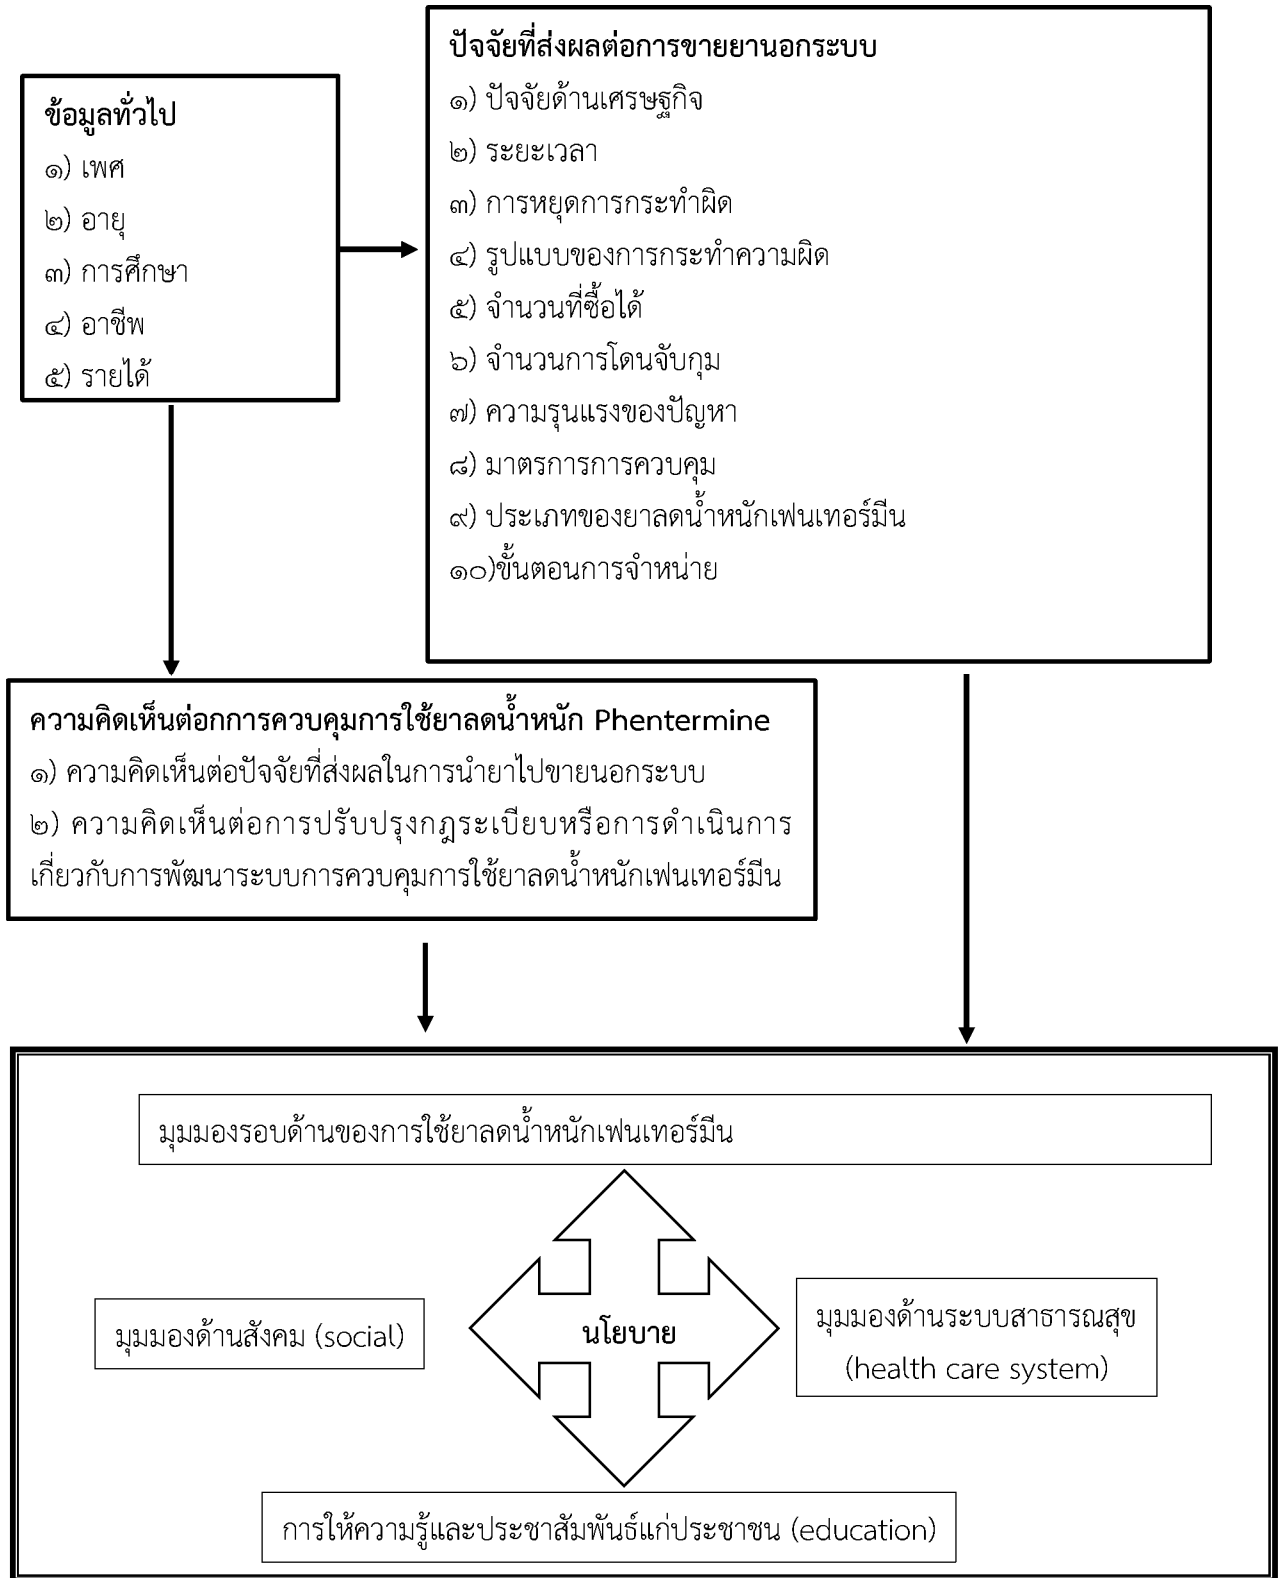 ข้อมูลทั่วไป
๑) เพศ
๒) อายุ
๓) การศึกษา
๔) อาชีพ
๕) รายได้
ปัจจัยที่ส่งผลต่อการขายยานอกระบบ
๑) ปัจจัยด้านเศรษฐกิจ
๒) ระยะเวลา
๓) การหยุดการกระทำผิด
๔) รูปแบบของการกระทำความผิด
๕) จำนวนที่ซื้อได้
๖) จำนวนการโดนจับกุม
๗) ความรุนแรงของปัญหา
๘) มาตรการการควบคุม
๙) ประเภทของยาลดน้ำหนักเฟนเทอร์มีน
๑๐)ขั้นตอนการจำหน่าย
ความคิดเห็นต่อกการควบคุมการใช้ยาลดน้ำหนัก Phentermine
๑) ความคิดเห็นต่อปัจจัยที่ส่งผลในการนำยาไปขายนอกระบบ
๒) ความคิดเห็นต่อการปรับปรุงกฎระเบียบหรือการดำเนินการ
เกี่ยวกับการพัฒนาระบบการควบคุมการใช้ยาลดน้ำหนักเฟนเทอร์มีน
มุมมองรอบด้านของการใช้ยาลดน้ำหนักเฟนเทอร์มีน
มุมมองด้านสังคม (social)
นโยบาย
มุมมองด้านระบบสาธารณสุข
(health care system)
การให้ความรู้และประชาสัมพันธ์แก่ประชาชน (education)